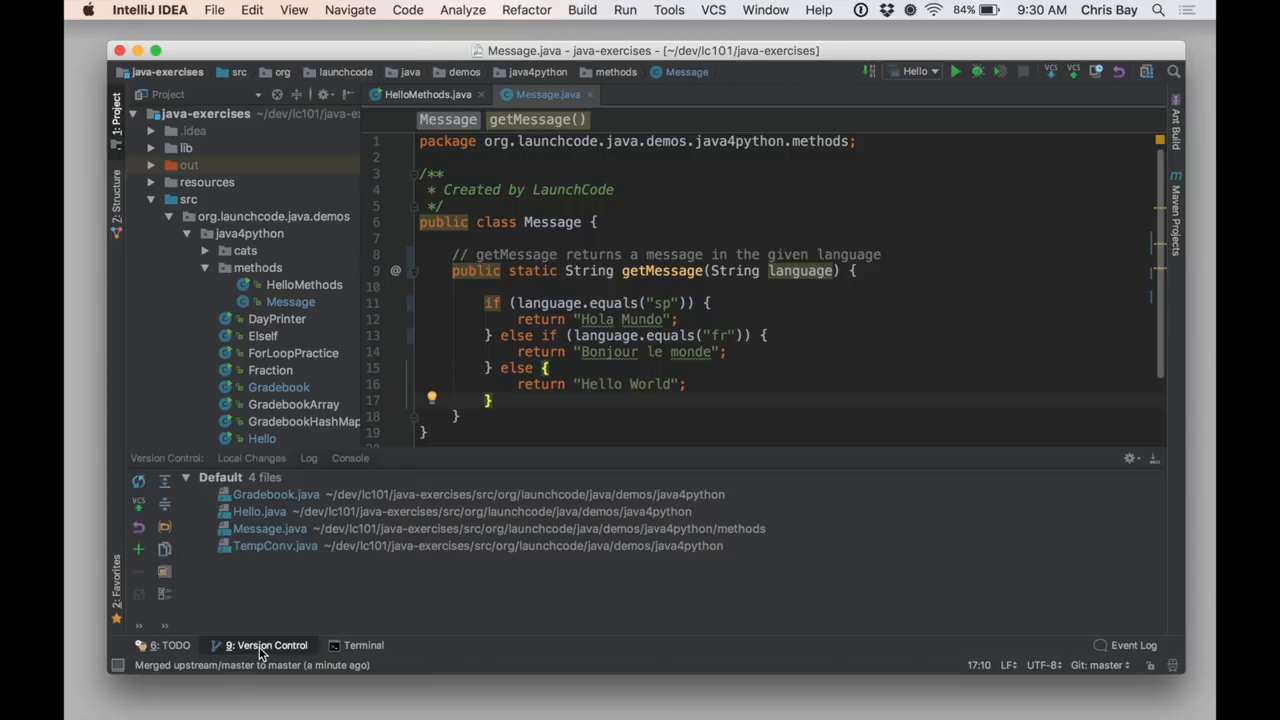 IntelliJ IDEA File Edit View Navigate Code Analyze Refactor Build Run Tools VCS Window Help 84% 9:30 AM Chris Bay
Message.java - java-exercises - [~/dev/lc101/java-exercises]
java-exercises src org launchcode java demos java4python methods Message Hello VCS VCS
1: Project
7: Structure
2: Favorites
Project
java-exercises ~/dev/lc101/java-e
.idea
lib
out
resources
src
org.launchcode.java.demos
java4python
cats
methods
HelloMethods
Message
DayPrinter
ElseIf
ForLoopPractice
Fraction
Gradebook
GradebookArray
GradebookHashMap
Hello
HelloMethods.java Message.java
Message getMessage()
1 package org.launchcode.java.demos.java4python.methods;
2
3 /**
4 * Created by LaunchCode
5 */
6 public class Message {
7
8 // getMessage returns a message in the given language
9 @ public static String getMessage(String language) {
10
11 if (language.equals("sp")) {
12 return "Hola Mundo";
13 } else if (language.equals("fr")) {
14 return "Bonjour le monde";
15 } else {
16 return "Hello World";
17 }
18 }
19 }
Ant Build
Maven Projects
Version Control: Local Changes Log Console
Default 4 files
Gradebook.java ~/dev/lc101/java-exercises/src/org/launchcode/java/demos/java4python
Hello.java ~/dev/lc101/java-exercises/src/org/launchcode/java/demos/java4python
Message.java ~/dev/lc101/java-exercises/src/org/launchcode/java/demos/java4python/methods
TempConv.java ~/dev/lc101/java-exercises/src/org/launchcode/java/demos/java4python
VCS
6: TODO 9: Version Control Terminal Event Log
Merged upstream/master to master (a minute ago) 17:10 LF UTF-8 Git: master